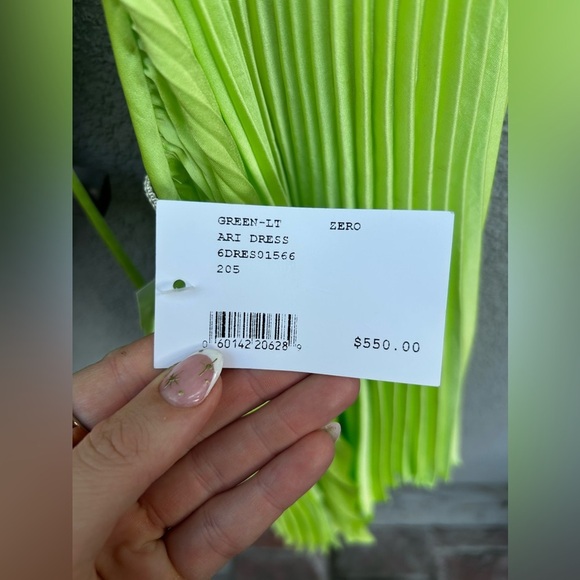 GREEN-LT ZERO
ARI DRESS
6DRES01566
205
0 60142 20628 9
$550.00